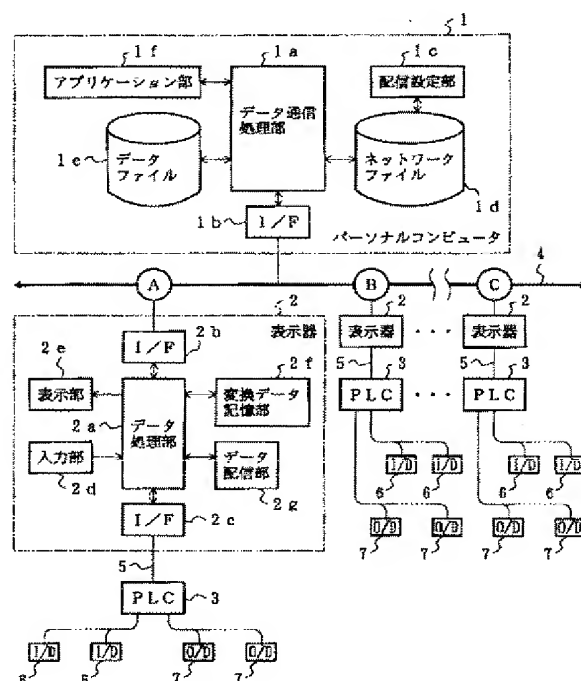 1
1f 1a 1c
アプリケーション部 配信設定部
データ通信
処理部
1e データ
ファイル
ネットワーク
ファイル
1d
1b I/F
パーソナルコンピュータ
A B C 4
2 2 2
2b 表示器 表示器 ・・・ 表示器
I/F
2e 2f 5 3 5 3
表示部 変換データ
記憶部
PLC ・・・ PLC
2a データ
処理部
入力部 データ
配信部
I/D I/D I/D I/D
2d 2g 6 6 6 6
I/F 2c O/D O/D O/D O/D
7 7 7 7
5
PLC 3
I/D I/D O/D O/D
6 6 7 7